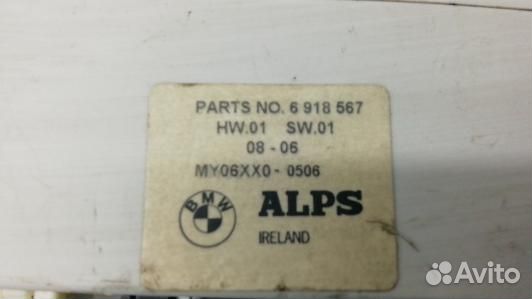 PARTS NO. 6 918 567
HW.01 SW.01
08 - 06
MY06XX0 - 0506
BMW
ALPS
IRELAND
Avito